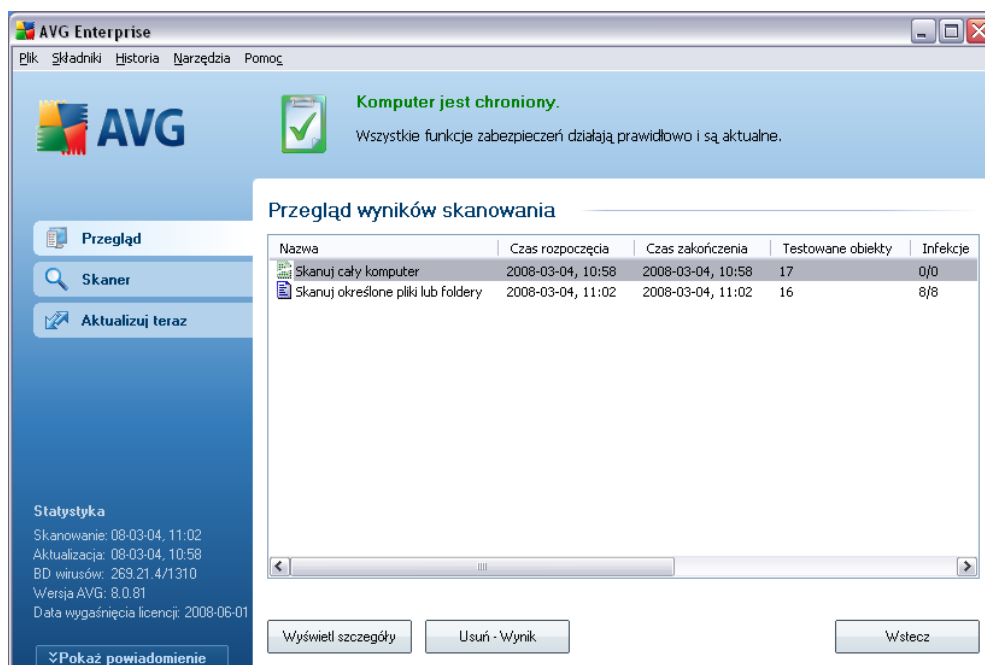 AVG Enterprise
Plik Składniki Historia Narzędzia Pomoc
AVG
Komputer jest chroniony.
Wszystkie funkcje zabezpieczeń działają prawidłowo i są aktualne.
Przegląd
Skaner
Aktualizuj teraz
Przegląd wyników skanowania
Nazwa Czas rozpoczęcia Czas zakończenia Testowane obiekty Infekcje
Skanuj cały komputer 2008-03-04, 10:58 2008-03-04, 10:58 17 0/0
Skanuj określone pliki lub foldery 2008-03-04, 11:02 2008-03-04, 11:02 16 8/8
Statystyka
Skanowanie: 08-03-04, 11:02
Aktualizacja: 08-03-04, 10:58
BD wirusów: 269.21.4/1310
Wersja AVG: 8.0.81
Data wygaśnięcia licencji: 2008-06-01
Pokaż powiadomienie
Wyświetl szczegóły Usuń - Wynik Wstecz